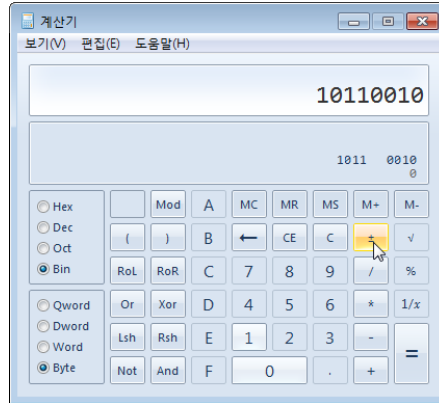 계산기
보기(V) 편집(E) 도움말(H)
10110010
1011 0010
0
Hex
Dec
Oct
Bin
Qword
Dword
Word
Byte
Mod A MC MR MS M+ M-
( ) B ← CE C ± √
RoL RoR C 7 8 9 / %
Or Xor D 4 5 6 * 1/x
Lsh Rsh E 1 2 3 - =
Not And F 0 . +